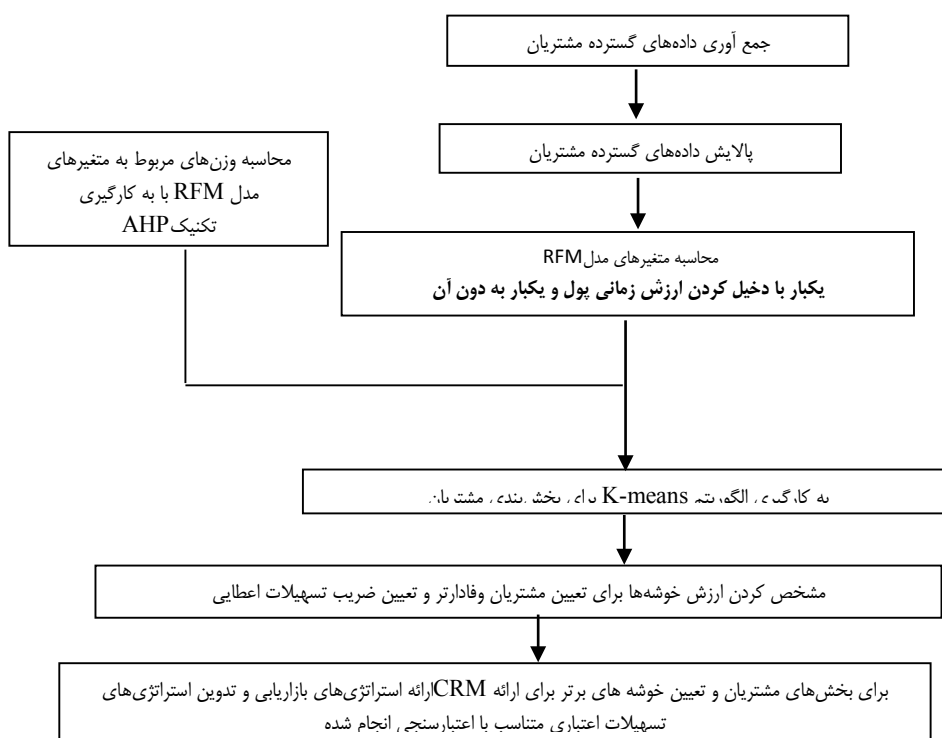 جمع آوری داده‌های گسترده مشتریان
پالایش داده‌های گسترده مشتریان
محاسبه وزن‌های مربوط به متغیرهای
مدل RFM با به کارگیری
تکنیک AHP
محاسبه متغیرهای مدل RFM
یکبار با دخیل کردن ارزش زمانی پول و یکبار به دون آن
به کارگیری الگوریتم K-means برای بخش‌بندی مشتریان
مشخص کردن ارزش خوشه‌ها برای تعیین مشتریان وفادارتر و تعیین ضریب تسهیلات اعطایی
برای بخش‌های مشتریان و تعیین خوشه های برتر برای ارائه CRMارائه استراتژی‌های بازاریابی و تدوین استراتژی‌های
تسهیلات اعتباری متناسب با اعتبارسنجی انجام شده